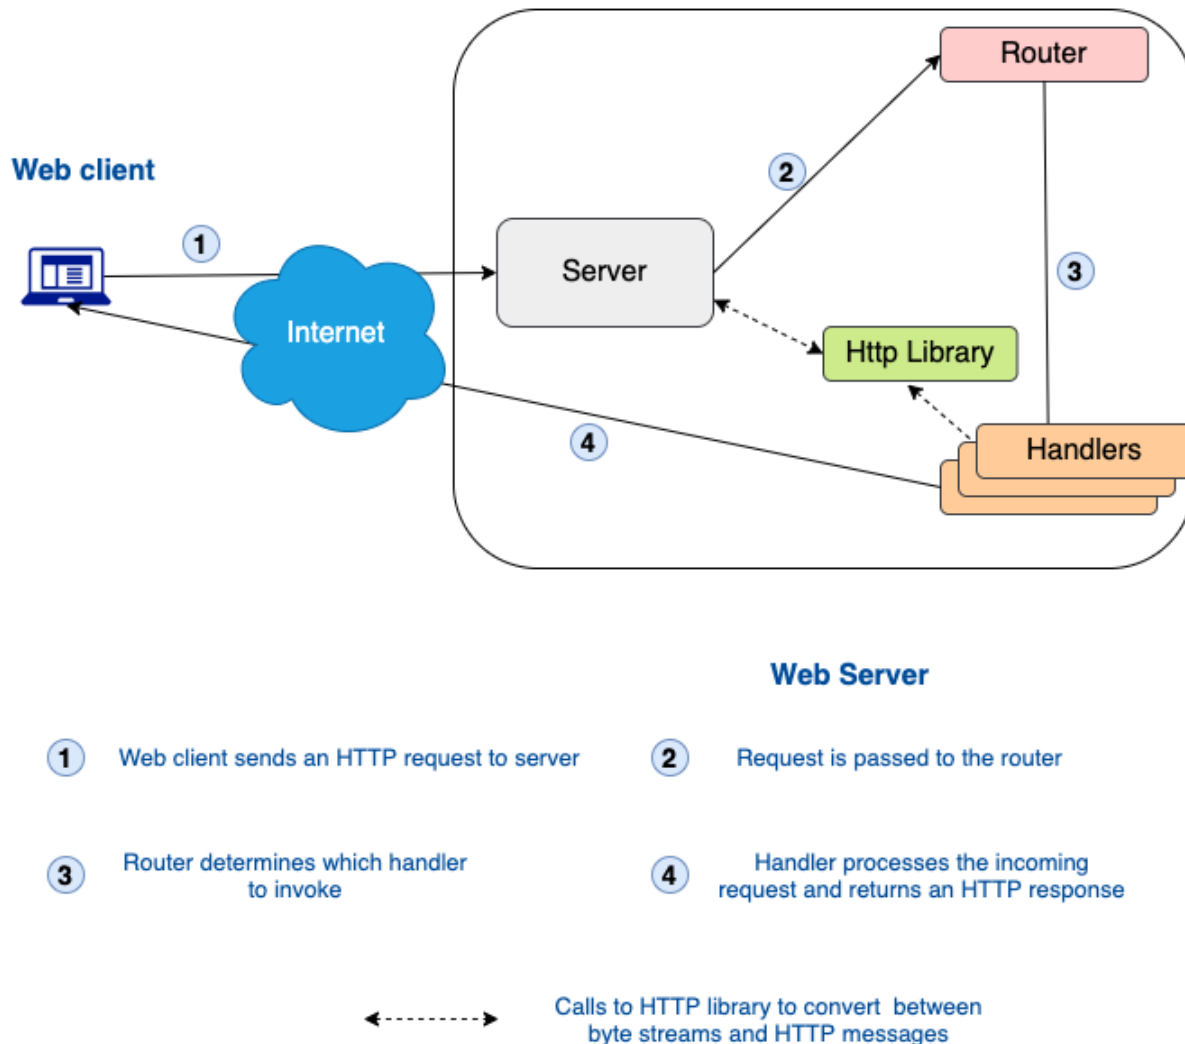 Router
Web client
2
1
Server
3
Internet
Http Library
4
Handlers
Web Server
1
Web client sends an HTTP request to server
2
Request is passed to the router
3
Router determines which handler
to invoke
4
Handler processes the incoming
request and returns an HTTP response
Calls to HTTP library to convert between
byte streams and HTTP messages